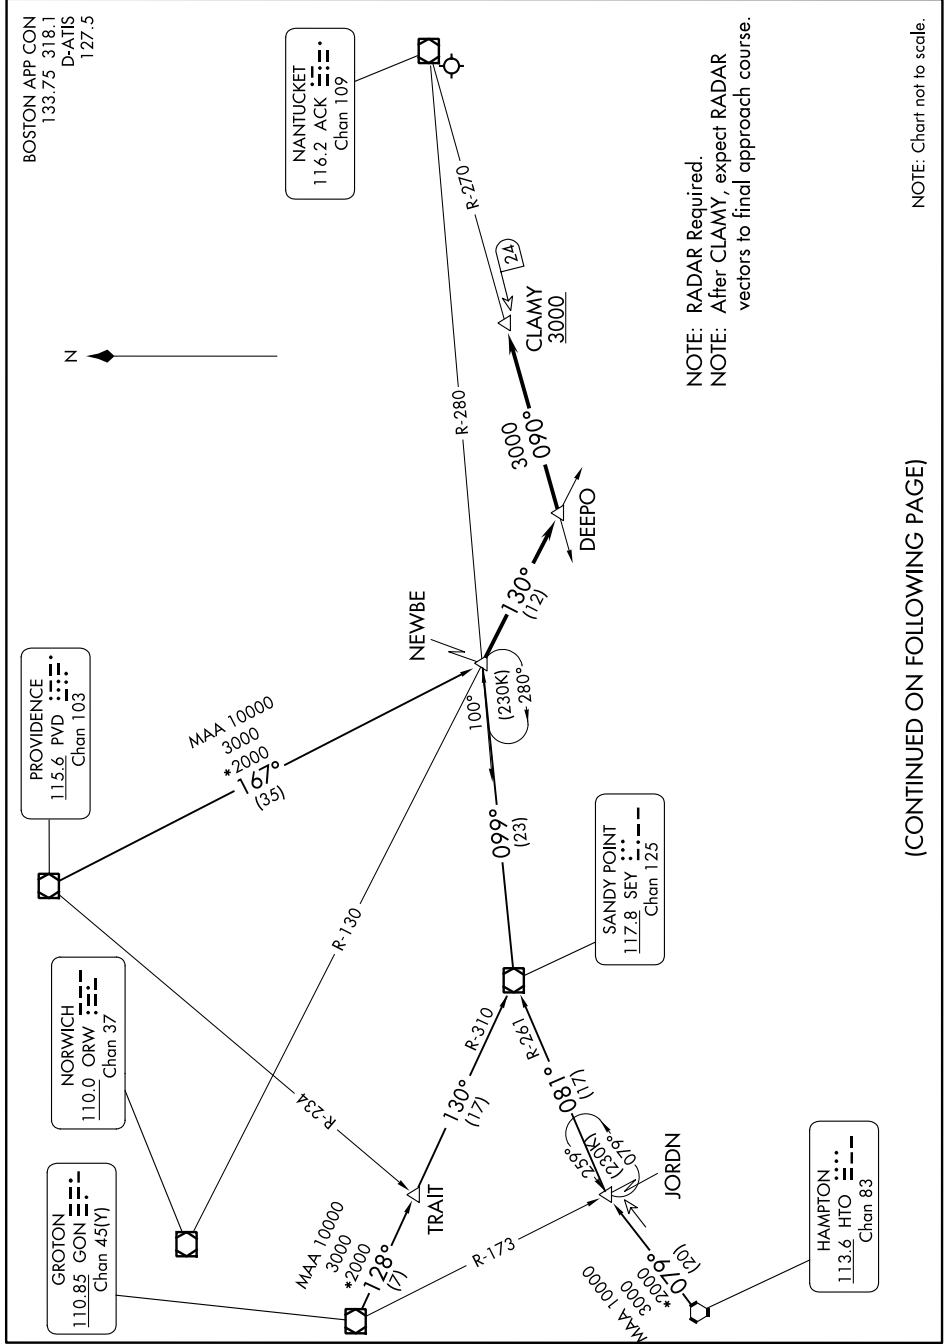 BOSTON APP CON
133.75 318.1
D-ATIS
127.5
NANTUCKET
116.2 ACK
Chan 109
NOTE: Chart not to scale.
NOTE: RADAR Required.
NOTE: After CLAMY, expect RADAR
vectors to final approach course.
N
R-270
24
CLAMY
3000
R-280
3000
090°
DEEPO
130°
(12)
NEWBE
100°
(230K)
280°
PROVIDENCE
115.6 PVD
Chan 103
MAA 10000
3000
*2000
167°
(35)
099°
(23)
SANDY POINT
117.8 SEY
Chan 125
R-130
NORWICH
110.0 ORW
Chan 37
R-234
R-310
130°
(17)
R-261
081°
(17)
259°
(230K)
079°
JORDN
TRAIT
GROTON
110.85 GON
Chan 45(Y)
MAA 10000
3000
*2000
128°
(7)
R-173
079°
(20)
*2000
3000
MAA 10000
HAMPTON
113.6 HTO
Chan 83
(CONTINUED ON FOLLOWING PAGE)